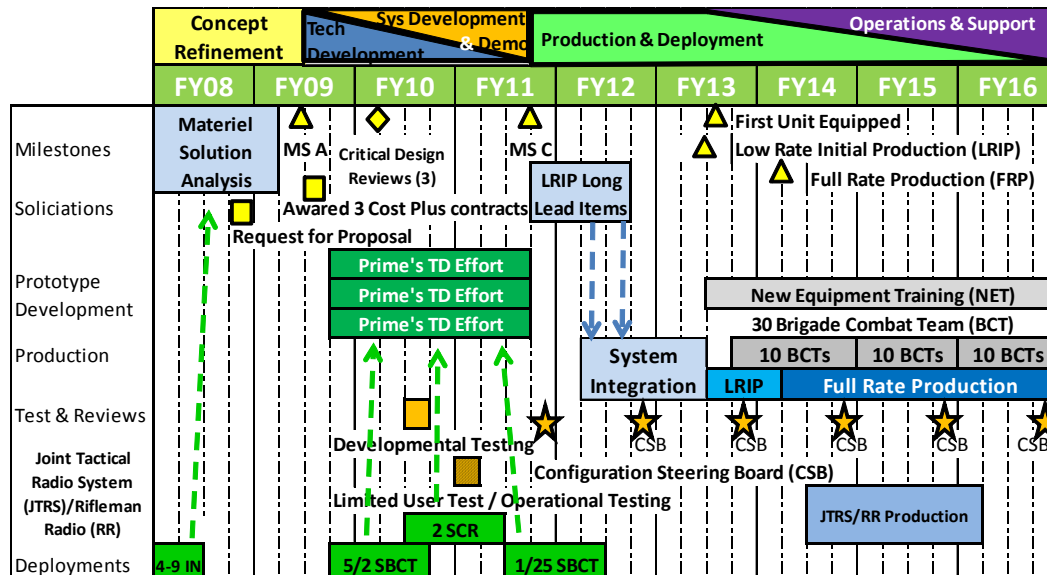 Concept
Refinement
Sys Development
& Demo
Tech
Development
Production & Deployment
Operations & Support
FY08
FY09
FY10
FY11
FY12
FY13
FY14
FY15
FY16
Milestones
Materiel
Solution
Analysis
MS A
Critical Design
Reviews (3)
MS C
First Unit Equipped
Low Rate Initial Production (LRIP)
Full Rate Production (FRP)
LRIP Long
Lead Items
Soliciations
Awared 3 Cost Plus contracts
Request for Proposal
Prototype
Development
Prime's TD Effort
Prime's TD Effort
Prime's TD Effort
New Equipment Training (NET)
30 Brigade Combat Team (BCT)
Production
System
Integration
10 BCTs
10 BCTs
10 BCTs
LRIP
Full Rate Production
Test & Reviews
Developmental Testing
CSB
CSB
CSB
CSB
CSB
Configuration Steering Board (CSB)
Limited User Test / Operational Testing
Joint Tactical
Radio System
(JTRS)/Rifleman
Radio (RR)
2 SCR
JTRS/RR Production
Deployments
4-9 IN
5/2 SBCT
1/25 SBCT